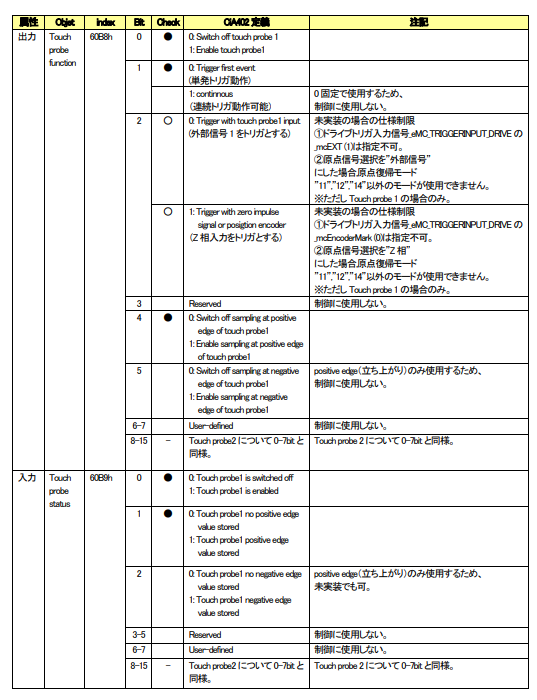 属性 Objet Index Bit Check CiA402 定義 注記
出力 Touch 60B8h 0 ● 0: Switch off touch probe 1
probe 1: Enable touch probe1
function
1 ● 0: Trigger first event
(単発トリガ動作)
1: continnous 0 固定で使用するため、
(連続トリガ動作可能) 制御に使用しない。
2 ○ 0: Trigger with touch probe1 input 未実装の場合の仕様制限
(外部信号 1 をトリガとする) ①ドライブトリガ入力信号_eMC_TRIGGERINPUT_DRIVE の
_mcEXT (1)は指定不可。
②原点信号選択を"外部信号"
にした場合,原点復帰モード
"11","12","14"以外のモードが使用できません。
※ただし Touch probe 1 の場合のみ。
○ 1: Trigger with zero impulse 未実装の場合の仕様制限
signal or posigtion encoder ①ドライブトリガ入力信号_eMC_TRIGGERINPUT_DRIVE の
(Z 相入力をトリガとする) _mcEncoderMark (0)は指定不可。
②原点信号選択を"Z 相"
にした場合,原点復帰モード
"11","12","14"以外のモードが使用できません。
※ただし Touch probe 1 の場合のみ。
3 Reserved 制御に使用しない。
4 ● 0: Switch off sampling at positive
edge of touch probe1
1: Enable sampling at positive edge
of touch probe1
5 0: Switch off sampling at negative positive edge(立ち上がり)のみ使用するため、
edge of touch probe1 制御に使用しない。
1: Enable sampling at negative
edge of touch probe1
6-7 User-defined 制御に使用しない。
8-15 - Touch probe2 について 0-7bit と Touch probe 2 について 0-7bit と同様。
同様。
入力 Touch 60B9h 0 ● 0: Touch probe1 is switched off
probe 1: Touch probe1 is enabled
status
1 ● 0: Touch probe1 no positive edge
value stored
1: Touch probe1 positive edge
value stored
2 0: Touch probe1 no negative edge positive edge(立ち上がり)のみ使用するため、
value stored 未実装でも可。
1: Touch probe1 negative edge
value stored
3-5 Reserved 制御に使用しない。
6-7 User-defined 制御に使用しない。
8-15 - Touch probe2 について 0-7bit と Touch probe 2 について 0-7bit と同様。
同様。